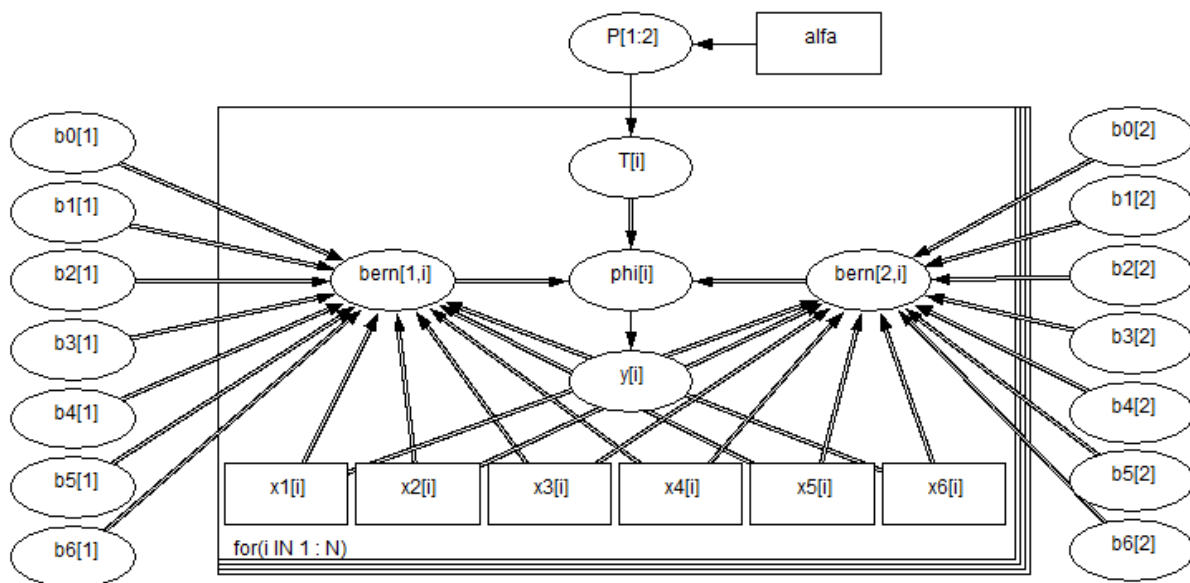 P[1:2]
alfa
b0[1]
b0[2]
T[i]
b1[1]
b1[2]
b2[1]
bern[1,i]
phi[i]
bern[2,i]
b2[2]
b3[1]
b3[2]
y[i]
b4[1]
b4[2]
b5[1]
x1[i]
x2[i]
x3[i]
x4[i]
x5[i]
x6[i]
b5[2]
b6[1]
for(i IN 1 : N)
b6[2]